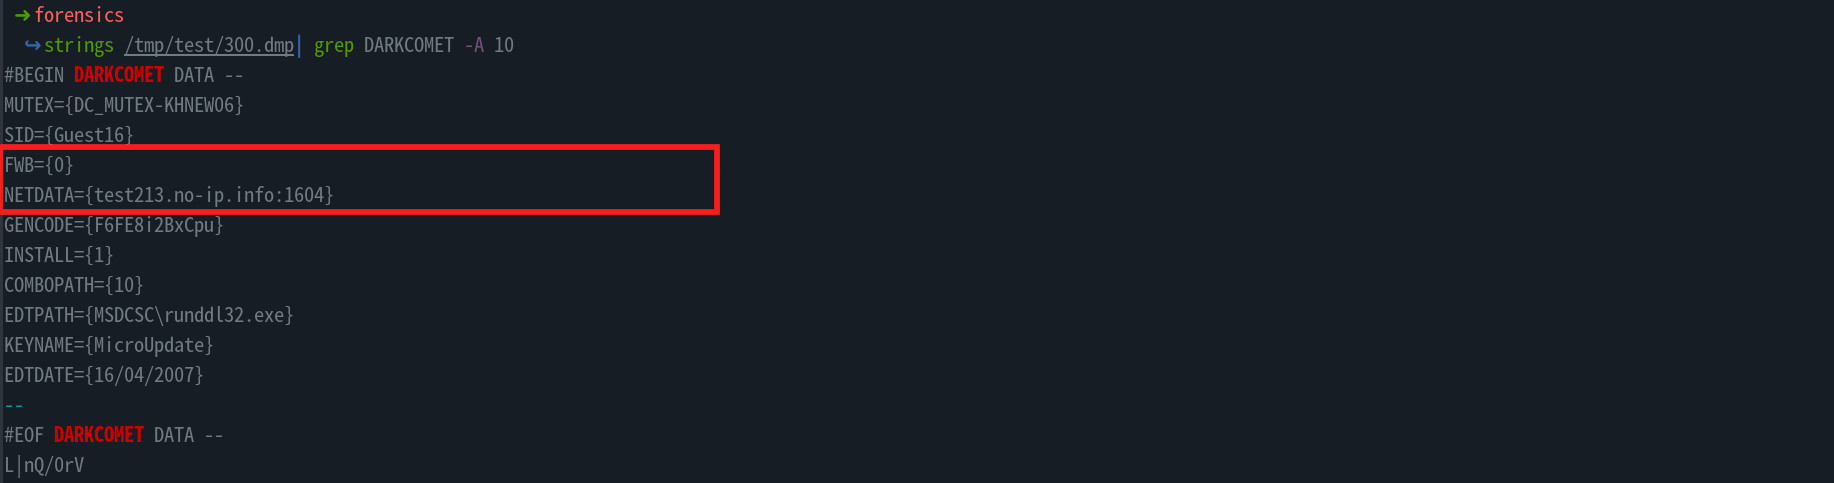 ➜ forensics
↪ strings /tmp/test/300.dmp| grep DARKCOMET -A 10
#BEGIN DARKCOMET DATA --
MUTEX={DC_MUTEX-KHNEW06}
SID={Guest16}
FWB={0}
NETDATA={test213.no-ip.info:1604}
GENCODE={F6FE8i2BxCpu}
INSTALL={1}
COMBOPATH={10}
EDTPATH={MSDCSC\runddl32.exe}
KEYNAME={MicroUpdate}
EDTDATE={16/04/2007}
--
#EOF DARKCOMET DATA --
L|nQ/0rV